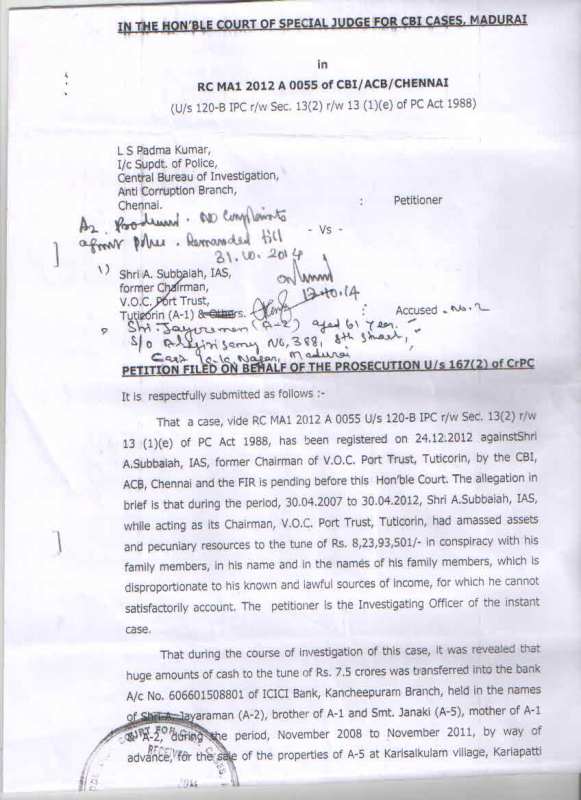 IN THE HON'BLE COURT OF SPECIAL JUDGE FOR CBI CASES, MADURAI
in
RC MA1 2012 A 0055 of CBI/ACB/CHENNAI
(U/s 120-B IPC r/w Sec. 13(2) r/w 13 (1)(e) of PC Act 1988)
L S Padma Kumar,
I/c Supdt. of Police,
Central Bureau of Investigation,
Anti Corruption Branch,
Chennai.
: Petitioner
A2 Produced. No Complaints
against police. Remanded till
31.10.2014
- Vs -
1) Shri A. Subbaiah, IAS,
former Chairman,
V.O.C. Port Trust,
Tuticorin (A-1) & Others.
17.10.14
: Accused. No. 2
Shri. Jayaraman (A-2) aged 61 year.
S/o Alagirisamy No, 388, 8th Street,
East K.K. Nagar, Madurai
PETITION FILED ON BEHALF OF THE PROSECUTION U/s 167(2) of CrPC
It is respectfully submitted as follows :-
That a case, vide RC MA1 2012 A 0055 U/s 120-B IPC r/w Sec. 13(2) r/w
13 (1)(e) of PC Act 1988, has been registered on 24.12.2012 againstShri
A.Subbaiah, IAS, former Chairman of V.O.C. Port Trust, Tuticorin, by the CBI,
ACB, Chennai and the FIR is pending before this Hon'ble Court. The allegation in
brief is that during the period, 30.04.2007 to 30.04.2012, Shri A.Subbaiah, IAS,
while acting as its Chairman, V.O.C. Port Trust, Tuticorin, had amassed assets
and pecuniary resources to the tune of Rs. 8,23,93,501/- in conspiracy with his
family members, in his name and in the names of his family members, which is
disproportionate to his known and lawful sources of income, for which he cannot
satisfactorily account. The petitioner is the Investigating Officer of the instant
case.
That during the course of investigation of this case, it was revealed that
huge amounts of cash to the tune of Rs. 7.5 crores was transferred into the bank
A/c No. 606601508801 of ICICI Bank, Kancheepuram Branch, held in the names
of Shri A. Jayaraman (A-2), brother of A-1 and Smt. Janaki (A-5), mother of A-1
& A-2, during the period, November 2008 to November 2011, by way of
advance, for the sale of the properties of A-5 at Karisalkulam village, Kariapatti
COURT FOR
RECEIVED
2014